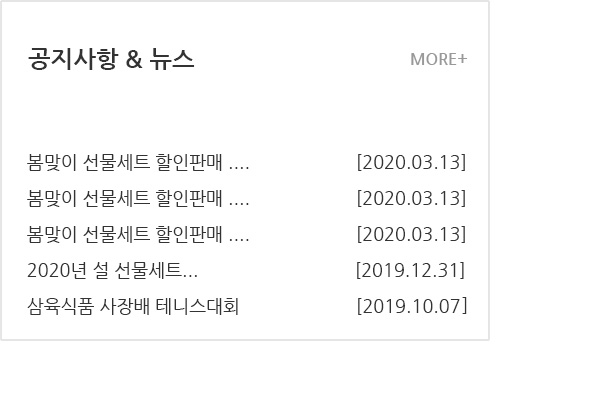 공지사항 & 뉴스 MORE+
봄맞이 선물세트 할인판매 .... [2020.03.13]
봄맞이 선물세트 할인판매 .... [2020.03.13]
봄맞이 선물세트 할인판매 .... [2020.03.13]
2020년 설 선물세트... [2019.12.31]
삼육식품 사장배 테니스대회 [2019.10.07]